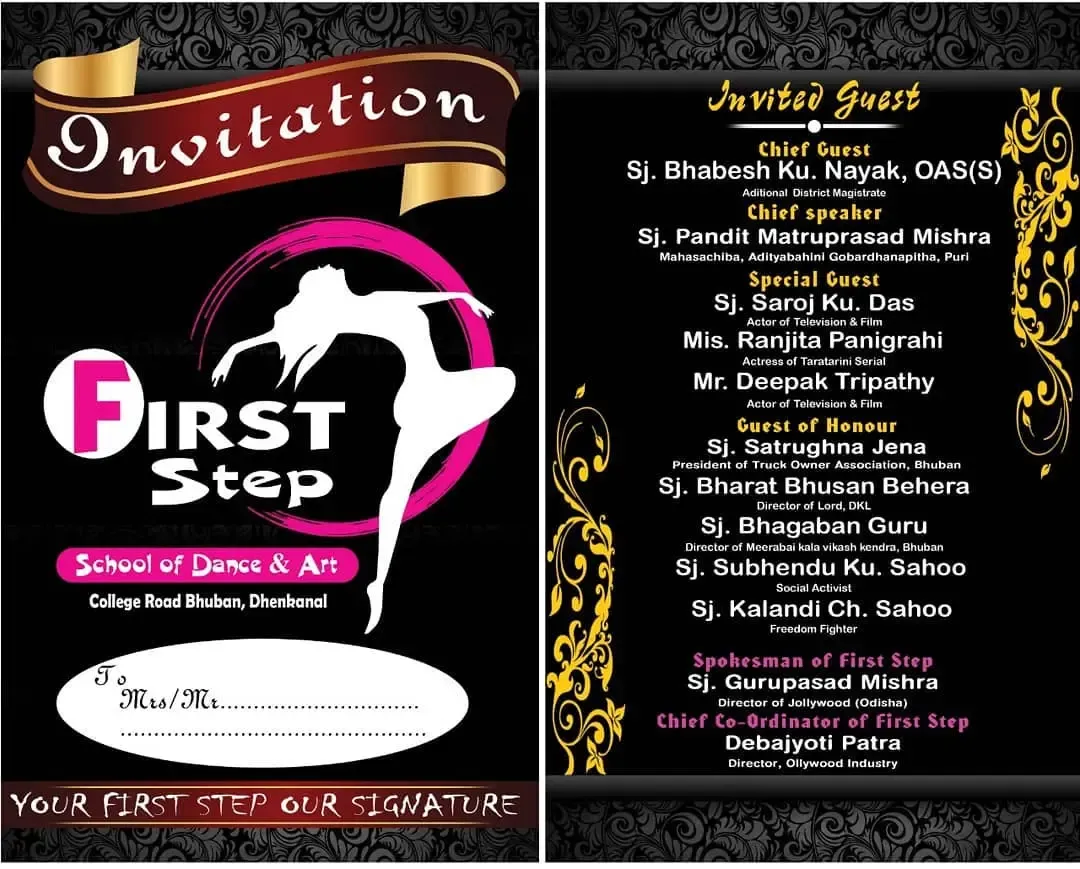 Invitation
FIRST
Step
School of Dance & Art
College Road Bhuban, Dhenkanal
To
Mrs/Mr..............................
..............................................
YOUR FIRST STEP OUR SIGNATURE
Invited Guest
Chief Guest
Sj. Bhabesh Ku. Nayak, OAS(S)
Aditional District Magistrate
Chief speaker
Sj. Pandit Matruprasad Mishra
Mahasachiba, Adityabahini Gobardhanapitha, Puri
Special Guest
Sj. Saroj Ku. Das
Actor of Television & Film
Mis. Ranjita Panigrahi
Actress of Taratarini Serial
Mr. Deepak Tripathy
Actor of Television & Film
Guest of Honour
Sj. Satrughna Jena
President of Truck Owner Association, Bhuban
Sj. Bharat Bhusan Behera
Director of Lord, DKL
Sj. Bhagaban Guru
Director of Meerabai kala vikash kendra, Bhuban
Sj. Subhendu Ku. Sahoo
Social Activist
Sj. Kalandi Ch. Sahoo
Freedom Fighter
Spokesman of First Step
Sj. Gurupasad Mishra
Director of Jollywood (Odisha)
Chief Co-Ordinator of First Step
Debajyoti Patra
Director, Ollywood Industry